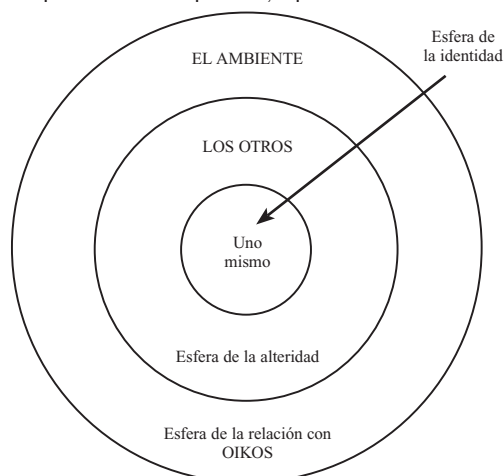 Esfera de
la identidad
EL AMBIENTE
LOS OTROS
Uno
mismo
Esfera de la alteridad
Esfera de la relación con
OIKOS